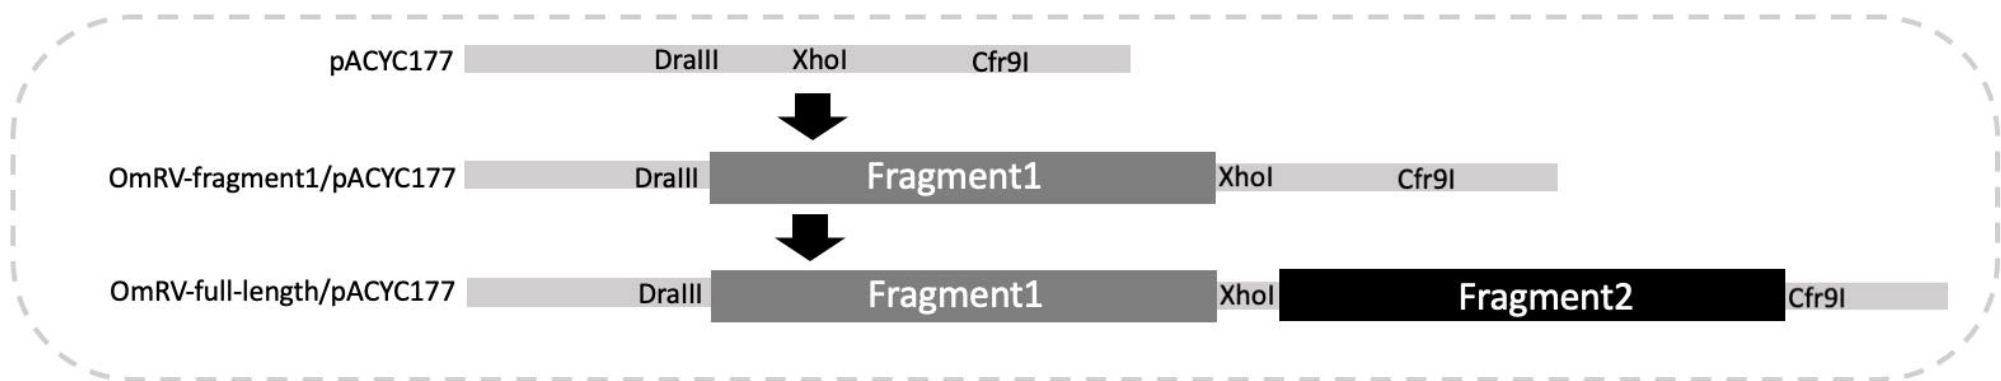 pACYC177 DraIII XhoI Cfr9I
OmRV-fragment1/pACYC177 DraIII Fragment1 XhoI Cfr9I
OmRV-full-length/pACYC177 DraIII Fragment1 XhoI Fragment2 Cfr9I